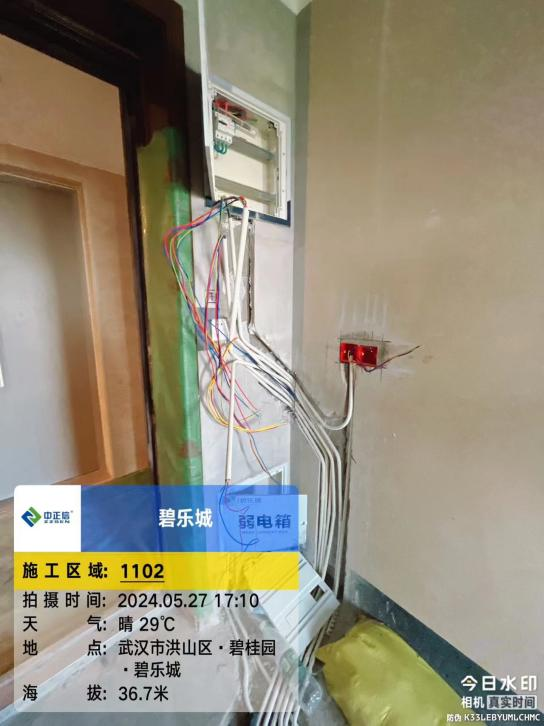 中正信
ZZSEN
碧乐城
弱电箱
施工区域: 1102
拍摄时间: 2024.05.27 17:10
天气: 晴 29℃
地点: 武汉市洪山区·碧桂园
·碧乐城
海拔: 36.7米
今日水印
相机 真实时间
防伪 K33LEBYUMLCHMC